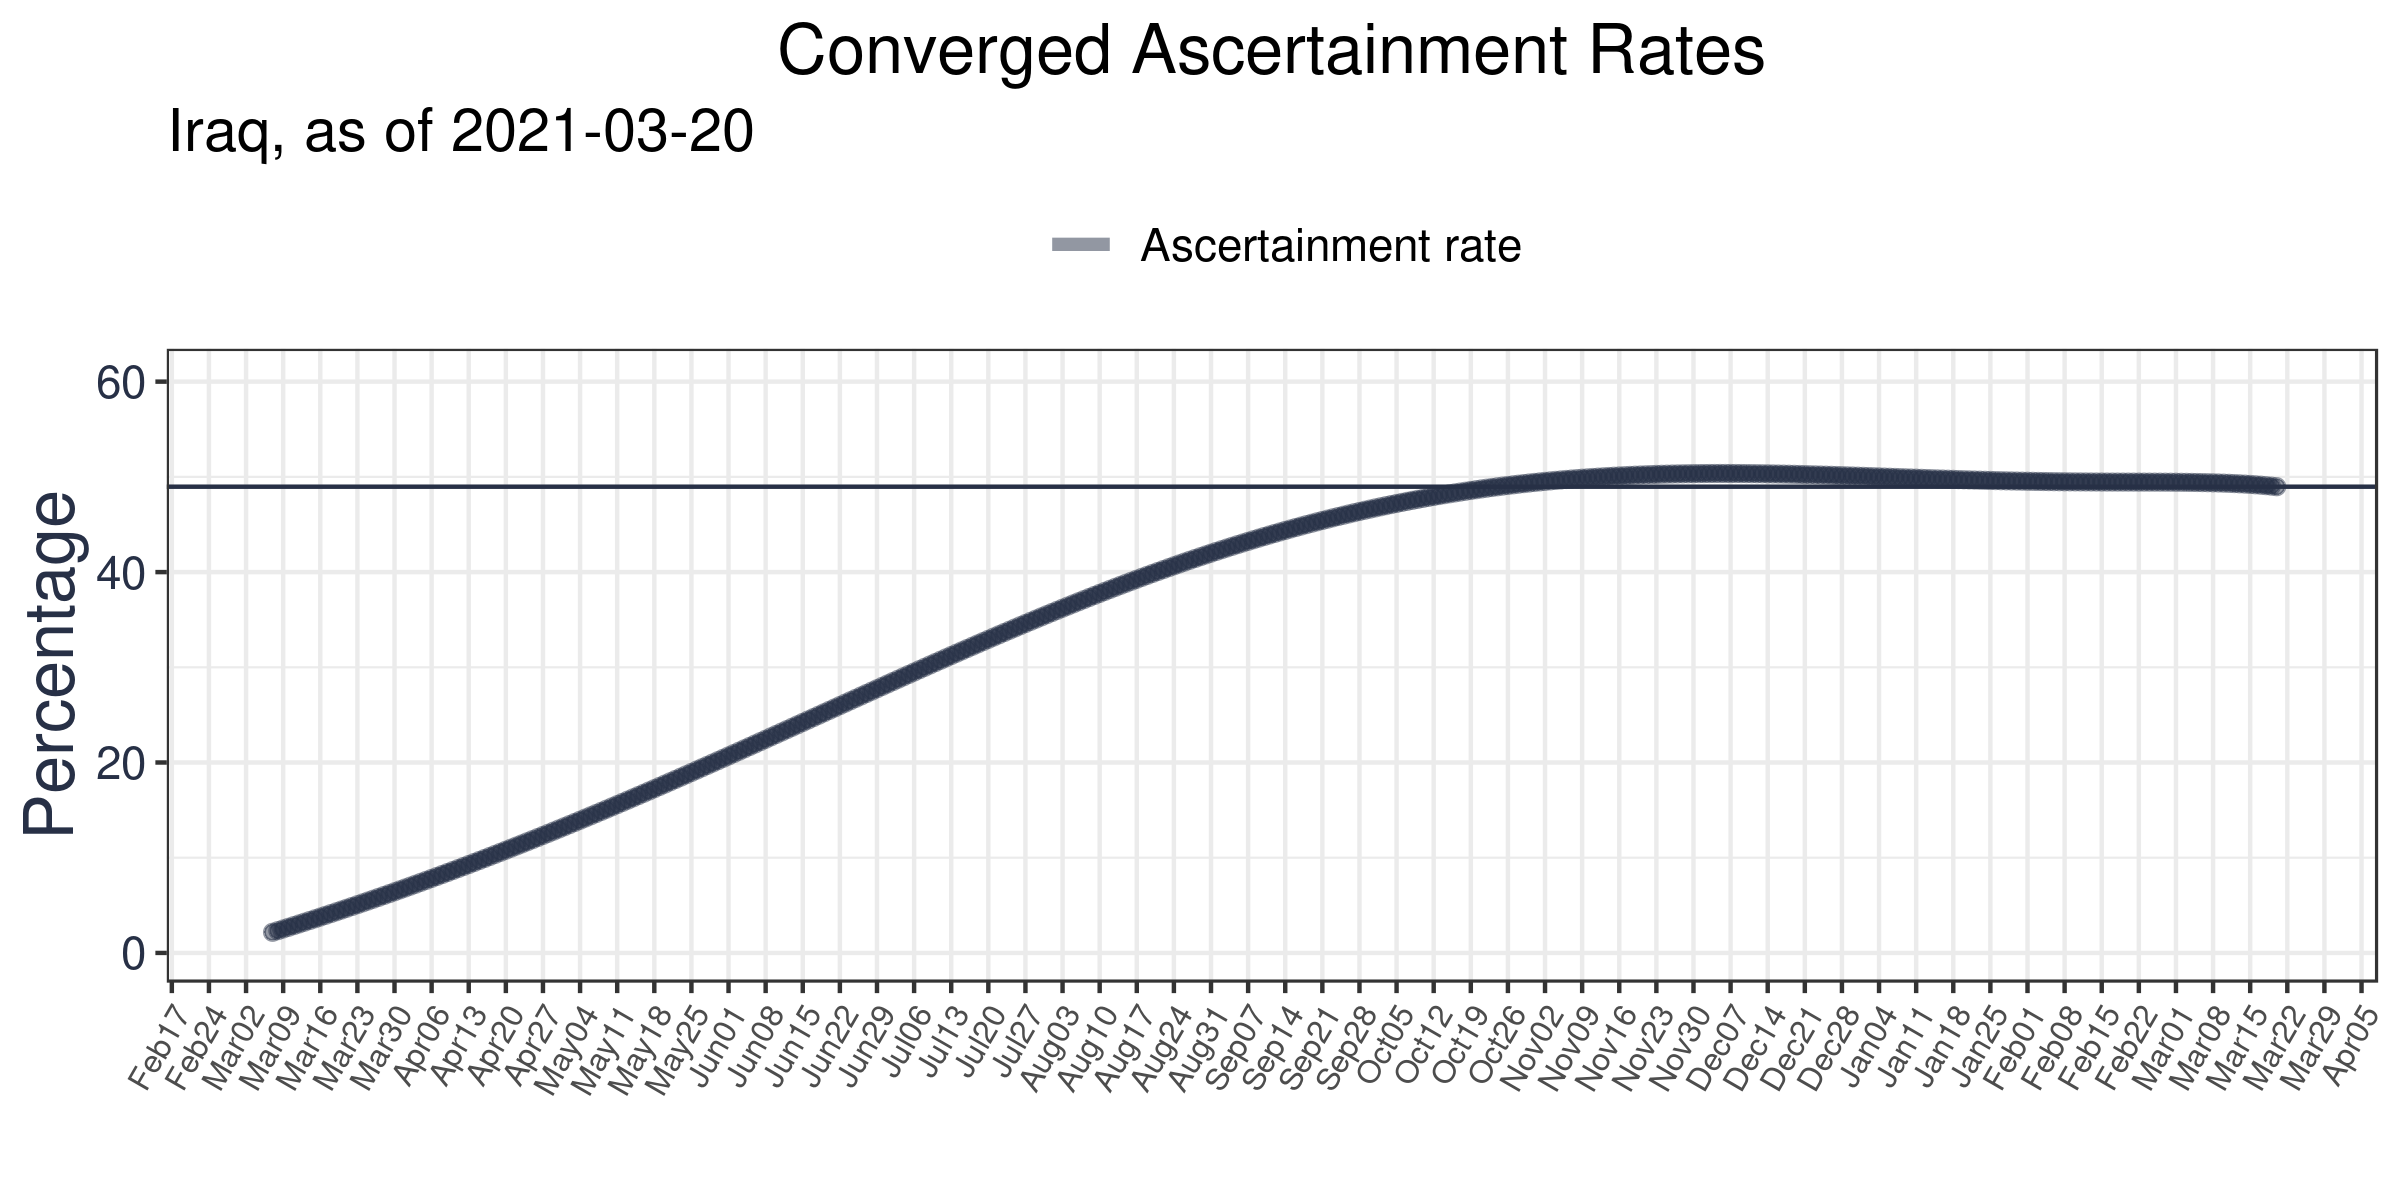 Converged Ascertainment Rates
Iraq, as of 2021-03-20
Ascertainment rate
Percentage
60
40
20
0
Feb17
Feb24
Mar02
Mar09
Mar16
Mar23
Mar30
Apr06
Apr13
Apr20
Apr27
May04
May11
May18
May25
Jun01
Jun08
Jun15
Jun22
Jun29
Jul06
Jul13
Jul20
Jul27
Aug03
Aug10
Aug17
Aug24
Aug31
Sep07
Sep14
Sep21
Sep28
Oct05
Oct12
Oct19
Oct26
Nov02
Nov09
Nov16
Nov23
Nov30
Dec07
Dec14
Dec21
Dec28
Jan04
Jan11
Jan18
Jan25
Feb01
Feb08
Feb15
Feb22
Mar01
Mar08
Mar15
Mar22
Mar29
Apr05